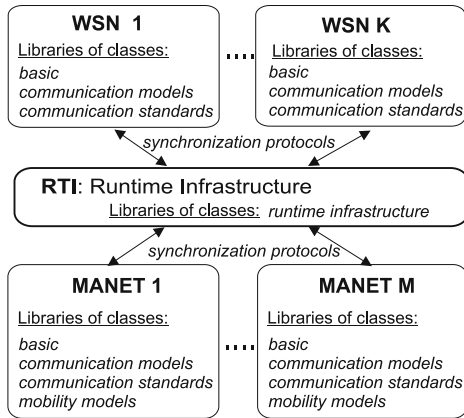 WSN 1
Libraries of classes:
basic
communication models
communication standards
WSN K
Libraries of classes:
basic
communication models
communication standards
synchronization protocols
RTI: Runtime Infrastructure
Libraries of classes: runtime infrastructure
synchronization protocols
MANET 1
Libraries of classes:
basic
communication models
communication standards
mobility models
MANET M
Libraries of classes:
basic
communication models
communication standards
mobility models